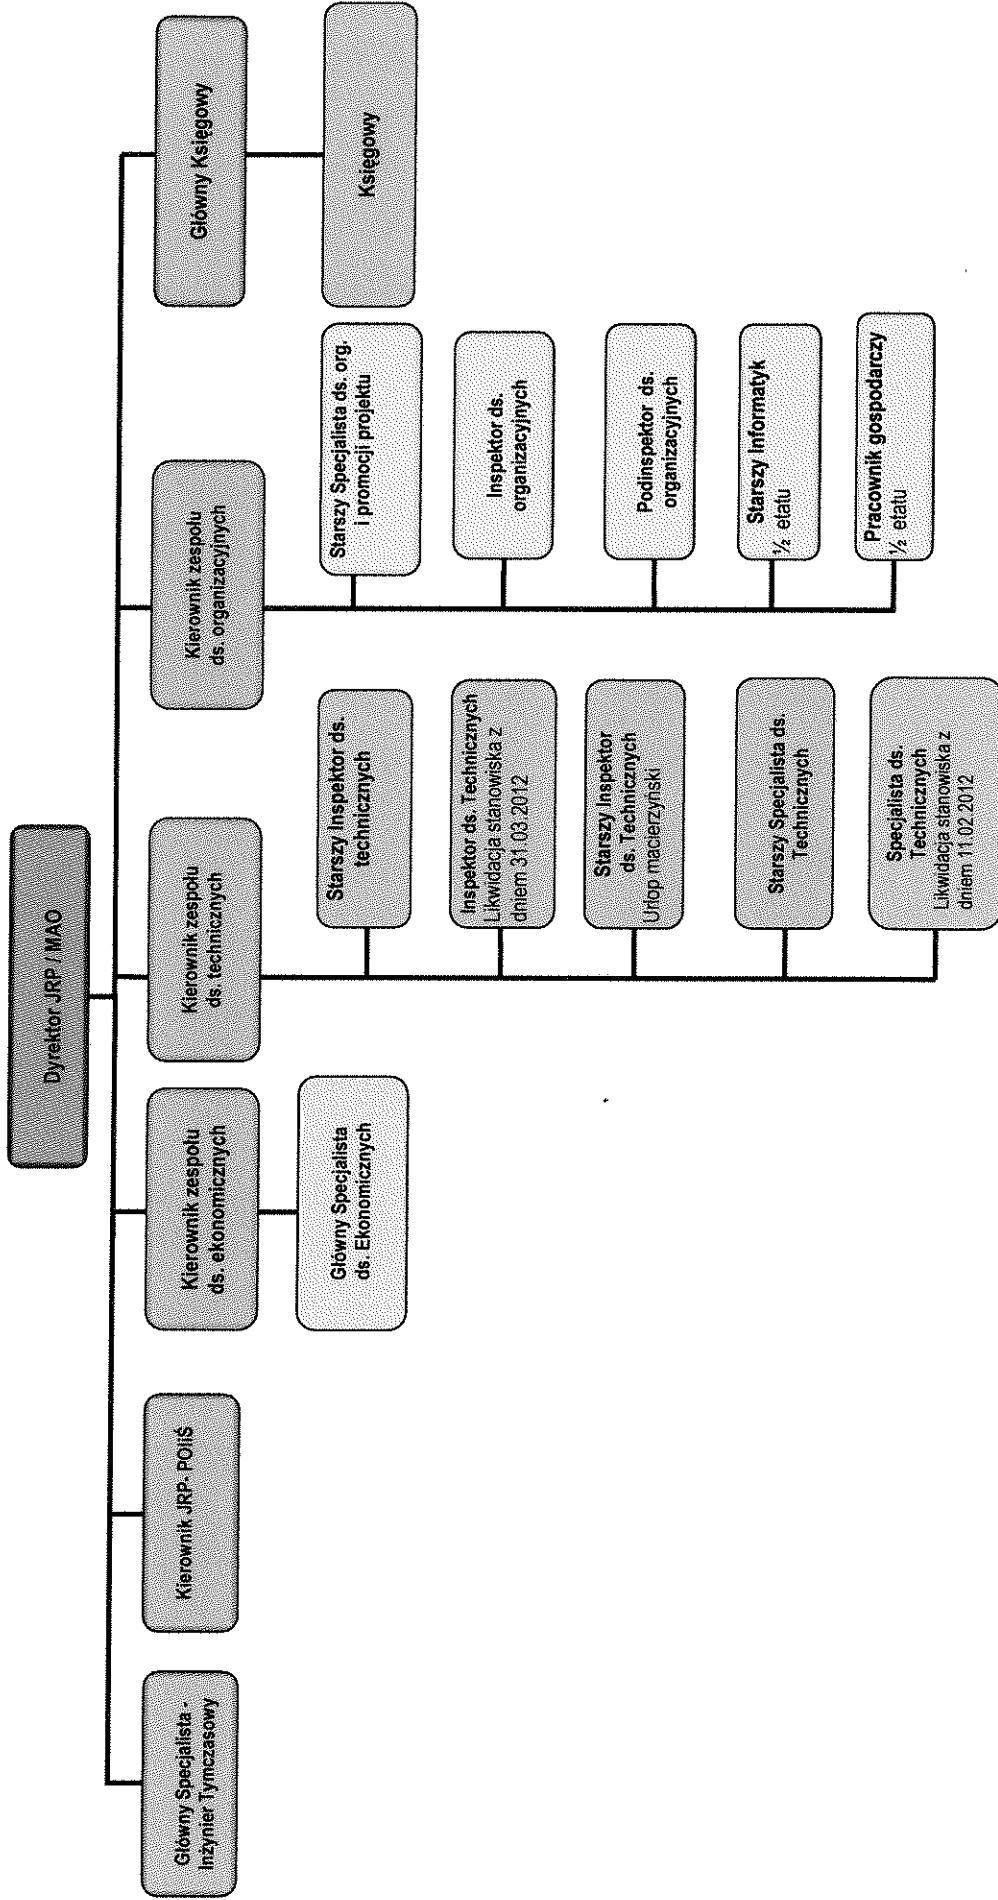 Dyrektor JRP / MAO
Główny Specjalista -
Inżynier Tymczasowy
Kierownik JRP- POIiŚ
Kierownik zespołu
ds. ekonomicznych
Główny Specjalista
ds. Ekonomicznych
Kierownik zespołu
ds. technicznych
Starszy Inspektor ds.
technicznych
Inspektor ds. Technicznych
Likwidacja stanowiska z
dniem 31.03.2012
Starszy Inspektor
ds. Technicznych
Urlop macierzyński
Starszy Specjalista ds.
Technicznych
Specjalista ds.
Technicznych
Likwidacja stanowiska z
dniem 11.02.2012
Kierownik zespołu
ds. organizacyjnych
Starszy Specjalista ds. org.
i promocji projektu
Inspektor ds.
organizacyjnych
Podinspektor ds.
organizacyjnych
Starszy Informatyk
½ etatu
Pracownik gospodarczy
½ etatu
Główny Księgowy
Księgowy